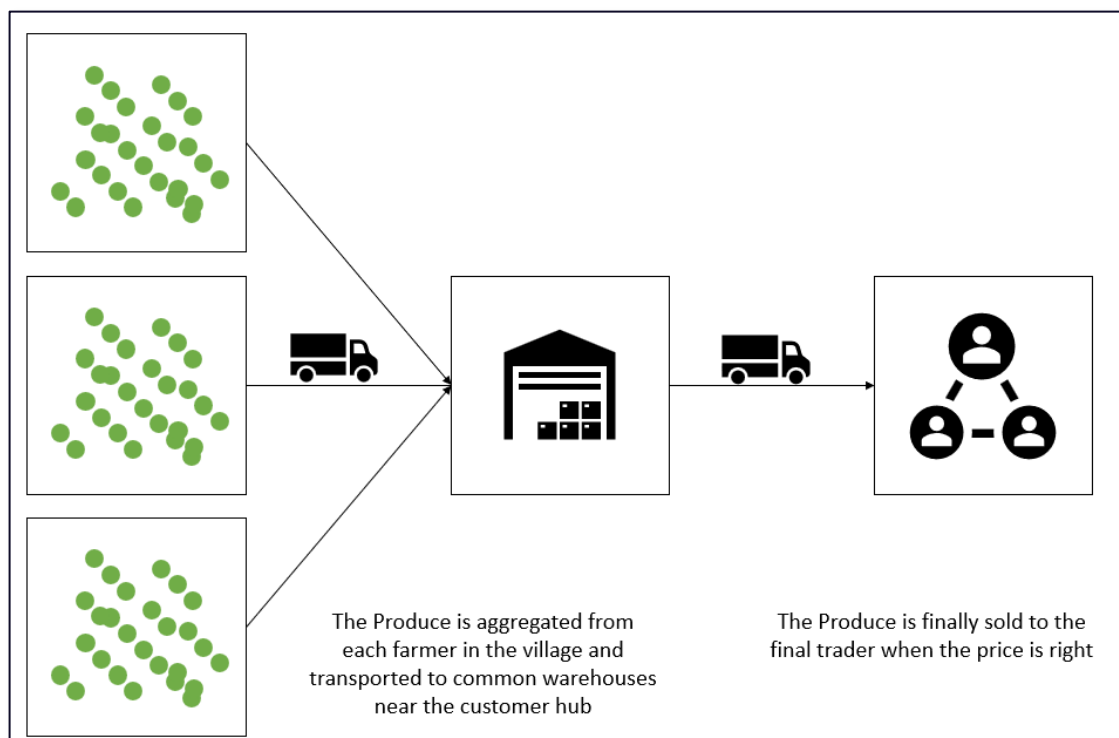 The Produce is aggregated from
each farmer in the village and
transported to common warehouses
near the customer hub
The Produce is finally sold to the
final trader when the price is right